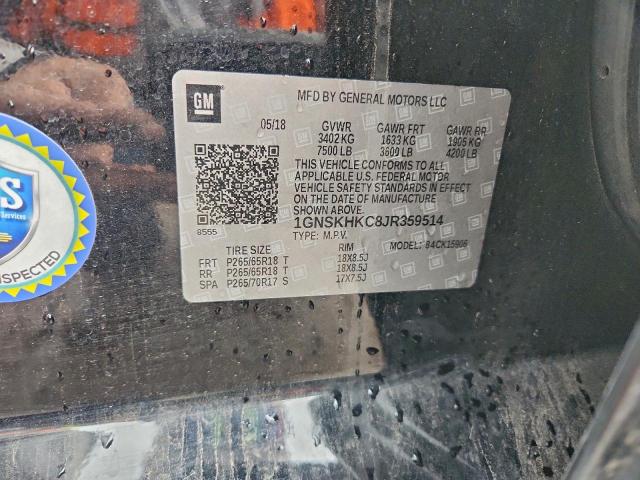 GM
MFD BY GENERAL MOTORS LLC
05/18 GVWR GAWR FRT GAWR RR
3402 KG 1633 KG 1905 KG
7500 LB 3600 LB 4200 LB
THIS VEHICLE CONFORMS TO ALL
APPLICABLE U.S. FEDERAL MOTOR
VEHICLE SAFETY STANDARDS IN EFFECT
ON THE DATE OF MANUFACTURE
SHOWN ABOVE.
8555 1GNSKHKC8JR359514
TYPE: M.P.V. MODEL: 84CK15906
TIRE SIZE RIM
FRT P265/65R18 T 18X8.5J
RR P265/65R18 T 18X8.5J
SPA P265/70R17 S 17X7.5J
S
Services
SPECTED